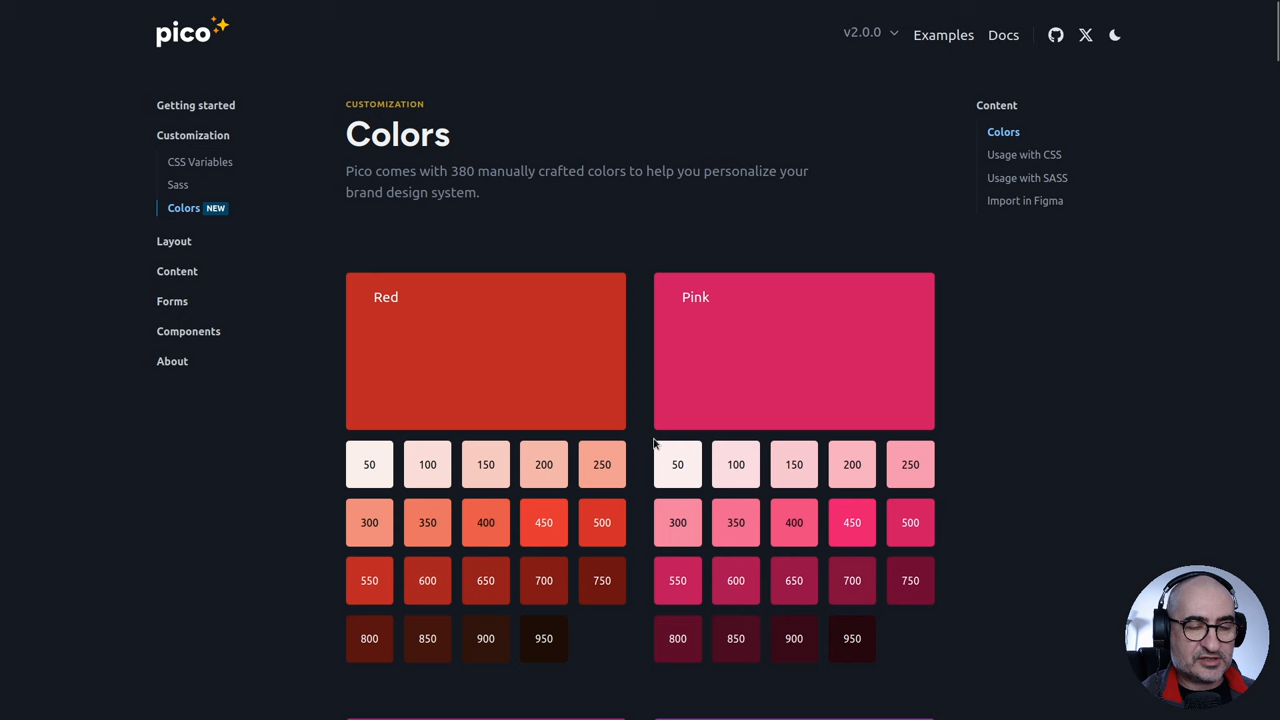 pico
v2.0.0
Examples
Docs
Getting started
Customization
CSS Variables
Sass
Colors NEW
Layout
Content
Forms
Components
About
CUSTOMIZATION
Colors
Pico comes with 380 manually crafted colors to help you personalize your
brand design system.
Red
50 100 150 200 250
300 350 400 450 500
550 600 650 700 750
800 850 900 950
Pink
50 100 150 200 250
300 350 400 450 500
550 600 650 700 750
800 850 900 950
Content
Colors
Usage with CSS
Usage with SASS
Import in Figma